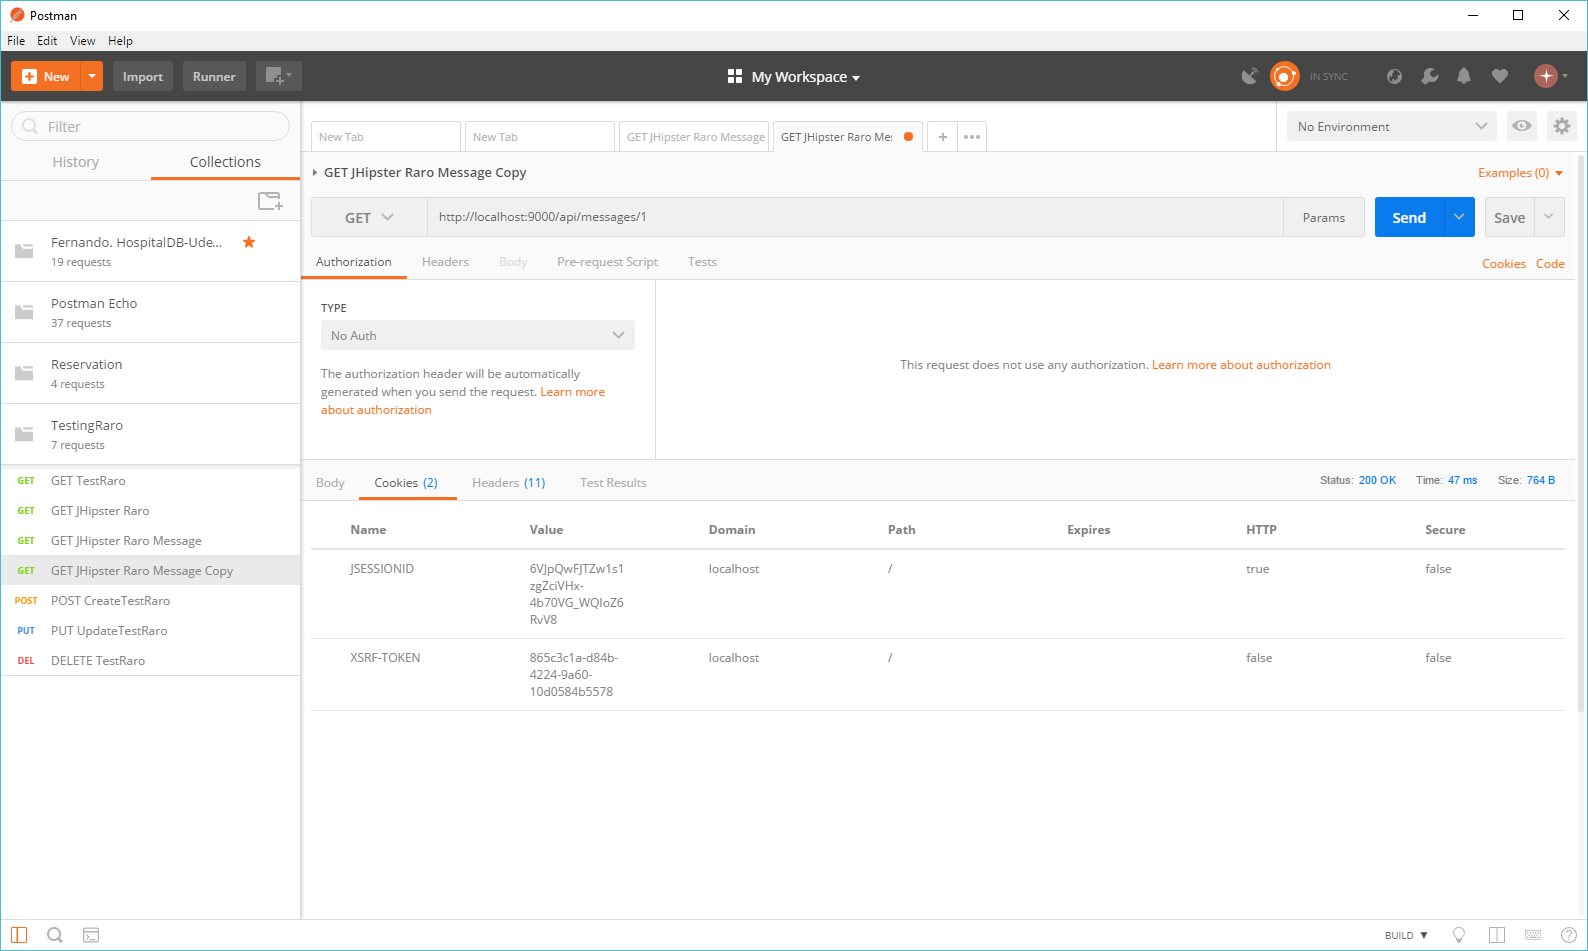 Postman
File Edit View Help
New Import Runner My Workspace IN SYNC
Filter
History Collections
Fernando. HospitalDB-Ude...
19 requests
Postman Echo
37 requests
Reservation
4 requests
TestingRaro
7 requests
GET GET TestRaro
GET GET JHipster Raro
GET GET JHipster Raro Message
GET GET JHipster Raro Message Copy
POST POST CreateTestRaro
PUT PUT UpdateTestRaro
DEL DELETE TestRaro
New Tab New Tab GET JHipster Raro Message GET JHipster Raro Mes + ••• No Environment
GET JHipster Raro Message Copy Examples (0)
GET http://localhost:9000/api/messages/1 Params Send Save
Authorization Headers Body Pre-request Script Tests Cookies Code
TYPE
No Auth
The authorization header will be automatically
generated when you send the request. Learn more
about authorization
This request does not use any authorization. Learn more about authorization
Body Cookies (2) Headers (11) Test Results Status: 200 OK Time: 47 ms Size: 764 B
Name Value Domain Path Expires HTTP Secure
JSESSIONID 6VJpQwFJTZw1s1 localhost / true false
zgZciVHx-
4b70VG_WQIoZ6
RvV8
XSRF-TOKEN 865c3c1a-d84b- localhost / false false
4224-9a60-
10d0584b5578
BUILD